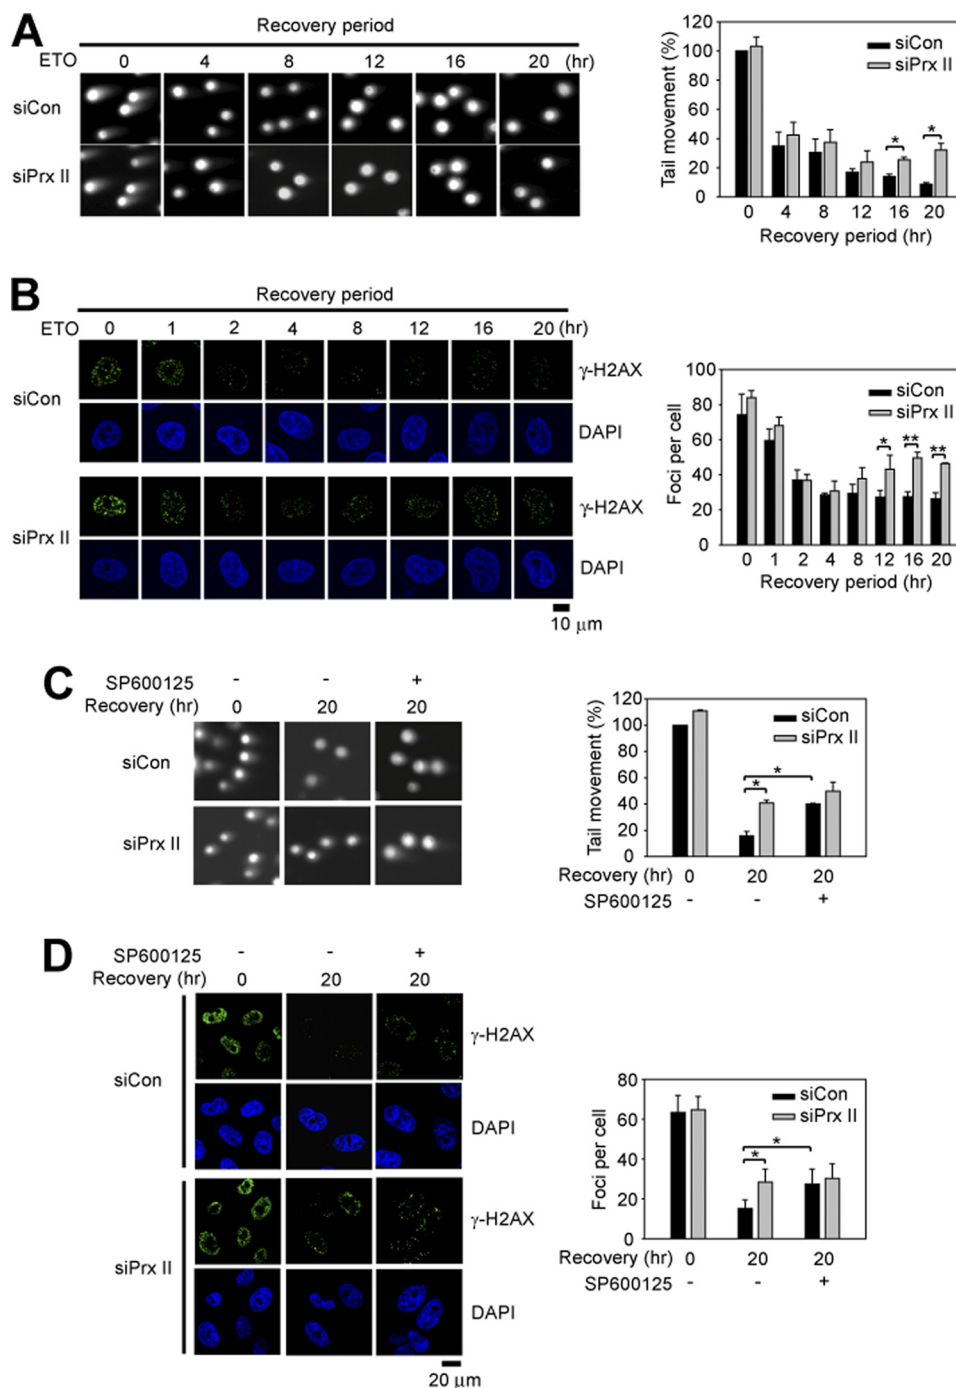 A
Recovery period
ETO 0 4 8 12 16 20 (hr)
siCon
siPrx II
Tail movement (%)
120
100
80
60
40
20
0
siCon
siPrx II
*
*
0 4 8 12 16 20
Recovery period (hr)
B
Recovery period
ETO 0 1 2 4 8 12 16 20 (hr)
siCon
γ-H2AX
DAPI
siPrx II
γ-H2AX
DAPI
10 μm
Foci per cell
100
80
60
40
20
0
siCon
siPrx II
* ** **
0 1 2 4 8 12 16 20
Recovery period (hr)
C
SP600125 - - +
Recovery (hr) 0 20 20
siCon
siPrx II
Tail movement (%)
120
100
80
60
40
20
0
siCon
siPrx II
*
*
Recovery (hr) 0 20 20
SP600125 - - +
D
SP600125 - - +
Recovery (hr) 0 20 20
siCon
γ-H2AX
DAPI
siPrx II
γ-H2AX
DAPI
20 μm
Foci per cell
80
60
40
20
0
siCon
siPrx II
*
*
Recovery (hr) 0 20 20
SP600125 - - +